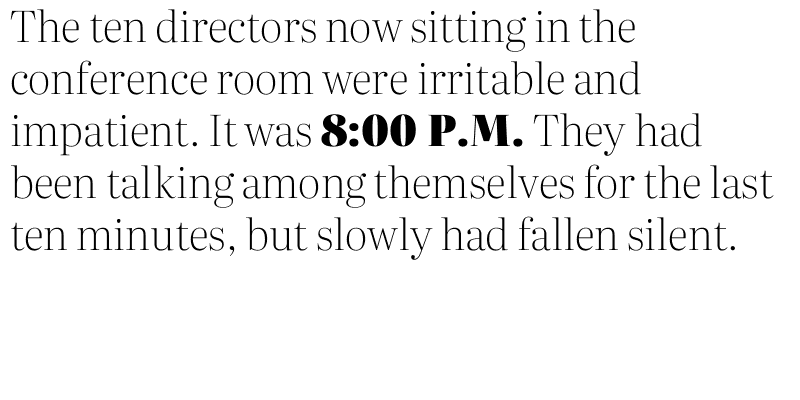 The ten directors now sitting in the
conference room were irritable and
impatient. It was 8:00 P.M. They had
been talking among themselves for the last
ten minutes, but slowly had fallen silent.